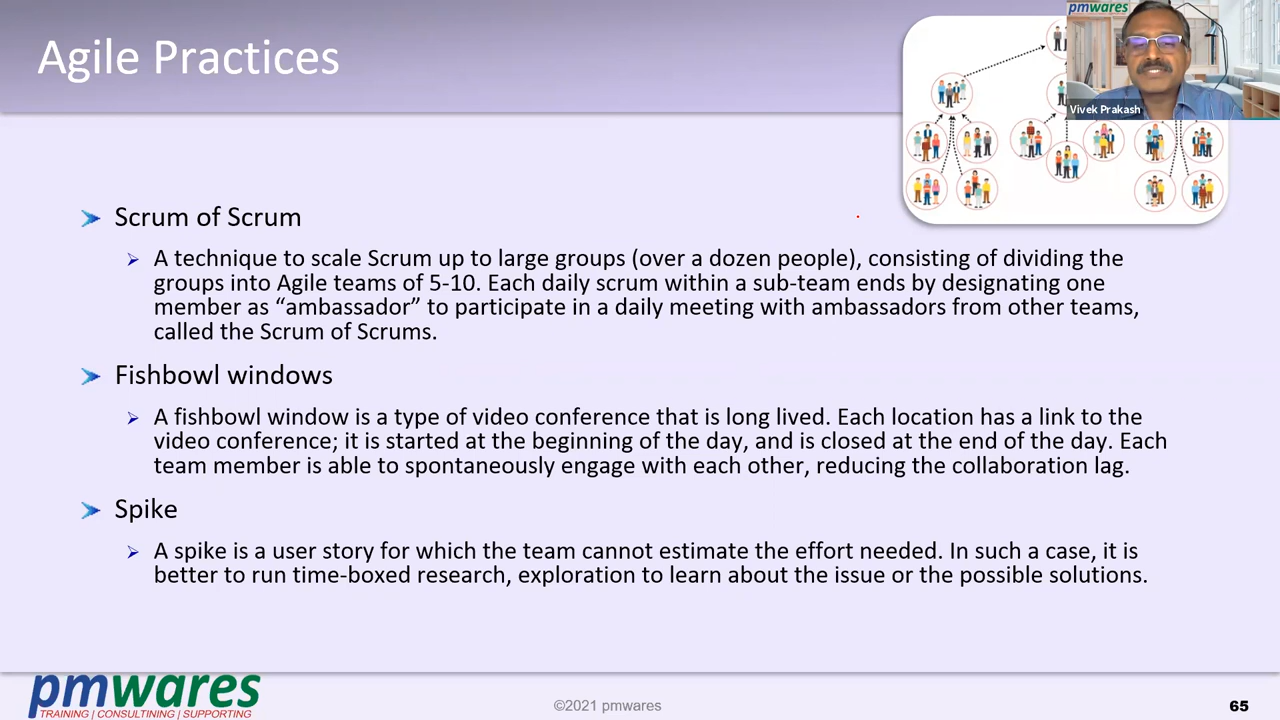 Agile Practices
pmwares
Vivek Prakash
Scrum of Scrum
A technique to scale Scrum up to large groups (over a dozen people), consisting of dividing the
groups into Agile teams of 5-10. Each daily scrum within a sub-team ends by designating one
member as “ambassador” to participate in a daily meeting with ambassadors from other teams,
called the Scrum of Scrums.
Fishbowl windows
A fishbowl window is a type of video conference that is long lived. Each location has a link to the
video conference; it is started at the beginning of the day, and is closed at the end of the day. Each
team member is able to spontaneously engage with each other, reducing the collaboration lag.
Spike
A spike is a user story for which the team cannot estimate the effort needed. In such a case, it is
better to run time-boxed research, exploration to learn about the issue or the possible solutions.
pmwares
TRAINING | CONSULTINING | SUPPORTING
©2021 pmwares
65